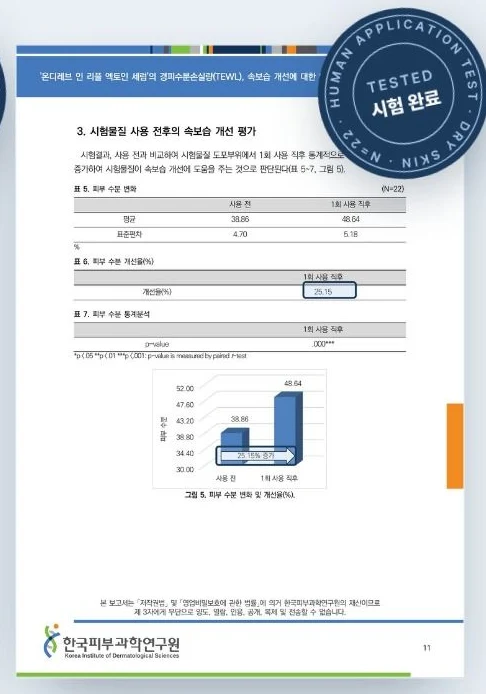 HUMAN APPLICATION TEST · DRY SKIN · N=22 ·
TESTED
시험 완료
'온디레브 인 리플 엑토인 세럼'의 경피수분손실량(TEWL), 속보습 개선에 대한
3. 시험물질 사용 전후의 속보습 개선 평가
시험결과, 사용 전과 비교하여 시험물질 도포부위에서 1회 사용 직후 통계적으로
증가하여 시험물질이 속보습 개선에 도움을 주는 것으로 판단된다(표 5~7, 그림 5).
표 5. 피부 수분 변화 (N=22)
사용 전 1회 사용 직후
평균 38.86 48.64
표준편차 4.70 5.18
%
표 6. 피부 수분 개선율(%)
1회 사용 직후
개선율(%) 25.15
표 7. 피부 수분 통계분석
1회 사용 직후
p-value .000***
*p<.05 **p<.01 ***p<.001: p-value is measured by paired t-test
피부 수분
52.00
47.60
43.20
38.80
34.40
30.00
38.86
48.64
25.15% 증가
사용 전 1회 사용 직후
그림 5. 피부 수분 변화 및 개선율(%).
본 보고서는 「저작권법」 및 「영업비밀보호에 관한 법률」에 의거 한국피부과학연구원의 재산이므로
제 3자에게 무단으로 양도, 열람, 인용, 공개, 복제 및 전송할 수 없습니다.
한국피부과학연구원
Korea Institute of Dermatological Sciences
11